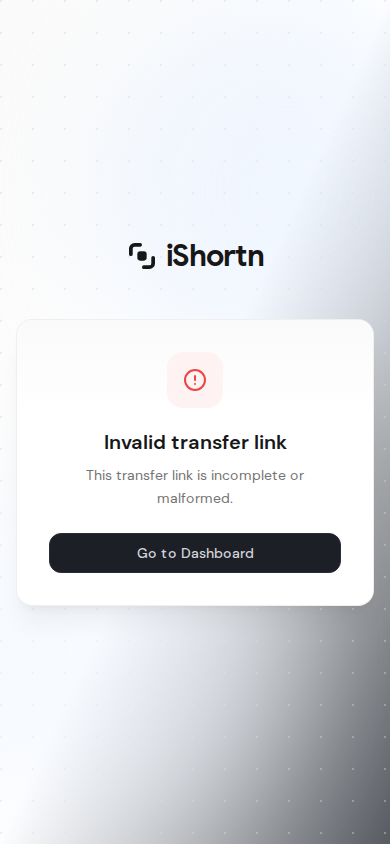 iShortn
Invalid transfer link
This transfer link is incomplete or
malformed.
Go to Dashboard